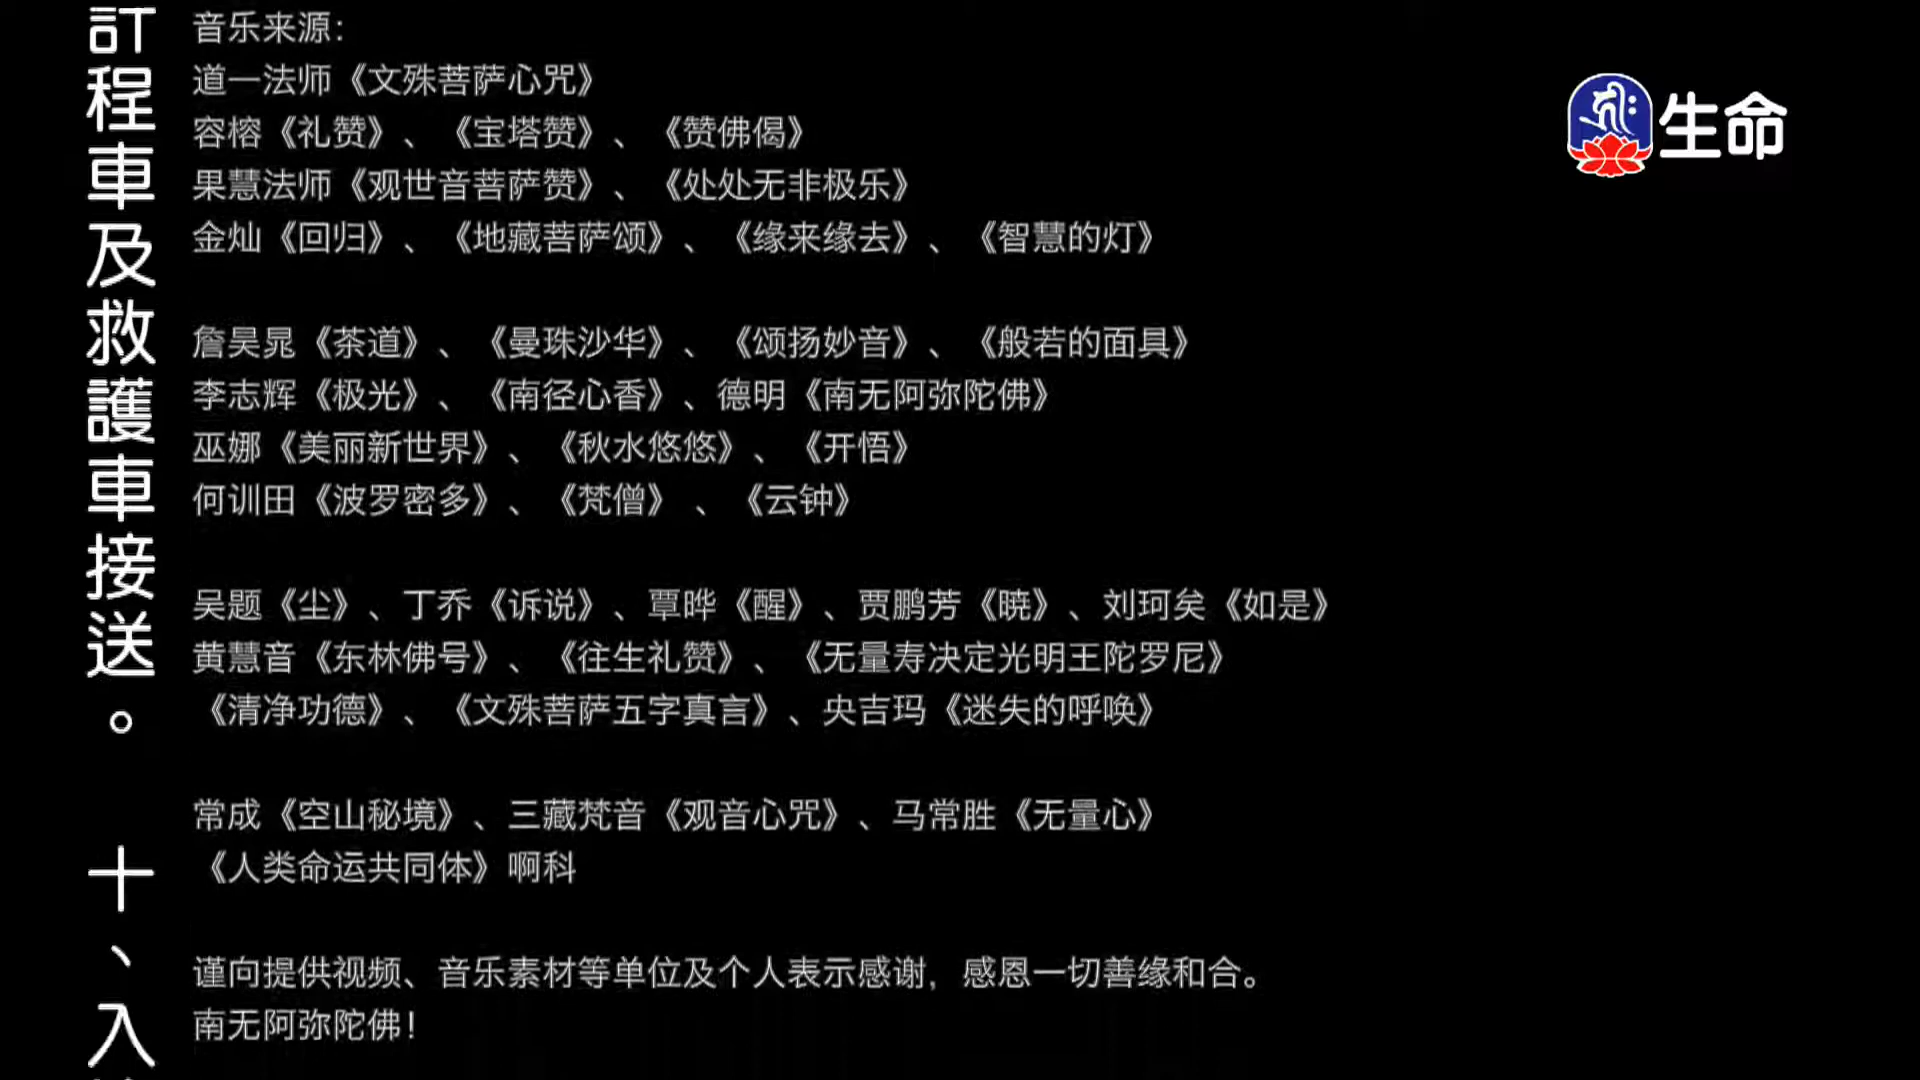 音乐来源：
道一法师《文殊菩萨心咒》
容榕《礼赞》、《宝塔赞》、《赞佛偈》
果慧法师《观世音菩萨赞》、《处处无非极乐》
金灿《回归》、《地藏菩萨颂》、《缘来缘去》、《智慧的灯》
詹昊晁《茶道》、《曼珠沙华》、《颂扬妙音》、《般若的面具》
李志辉《极光》、《南径心香》、德明《南无阿弥陀佛》
巫娜《美丽新世界》、《秋水悠悠》、《开悟》
何训田《波罗密多》、《梵僧》、《云钟》
吴题《尘》、丁乔《诉说》、覃晔《醒》、贾鹏芳《晓》、刘珂矣《如是》
黄慧音《东林佛号》、《往生礼赞》、《无量寿决定光明王陀罗尼》
《清净功德》、《文殊菩萨五字真言》、央吉玛《迷失的呼唤》
常成《空山秘境》、三藏梵音《观音心咒》、马常胜《无量心》
《人类命运共同体》啊科
谨向提供视频、音乐素材等单位及个人表示感谢，感恩一切善缘和合。
南无阿弥陀佛！
訂程車及救護車接送。 十、入
生命